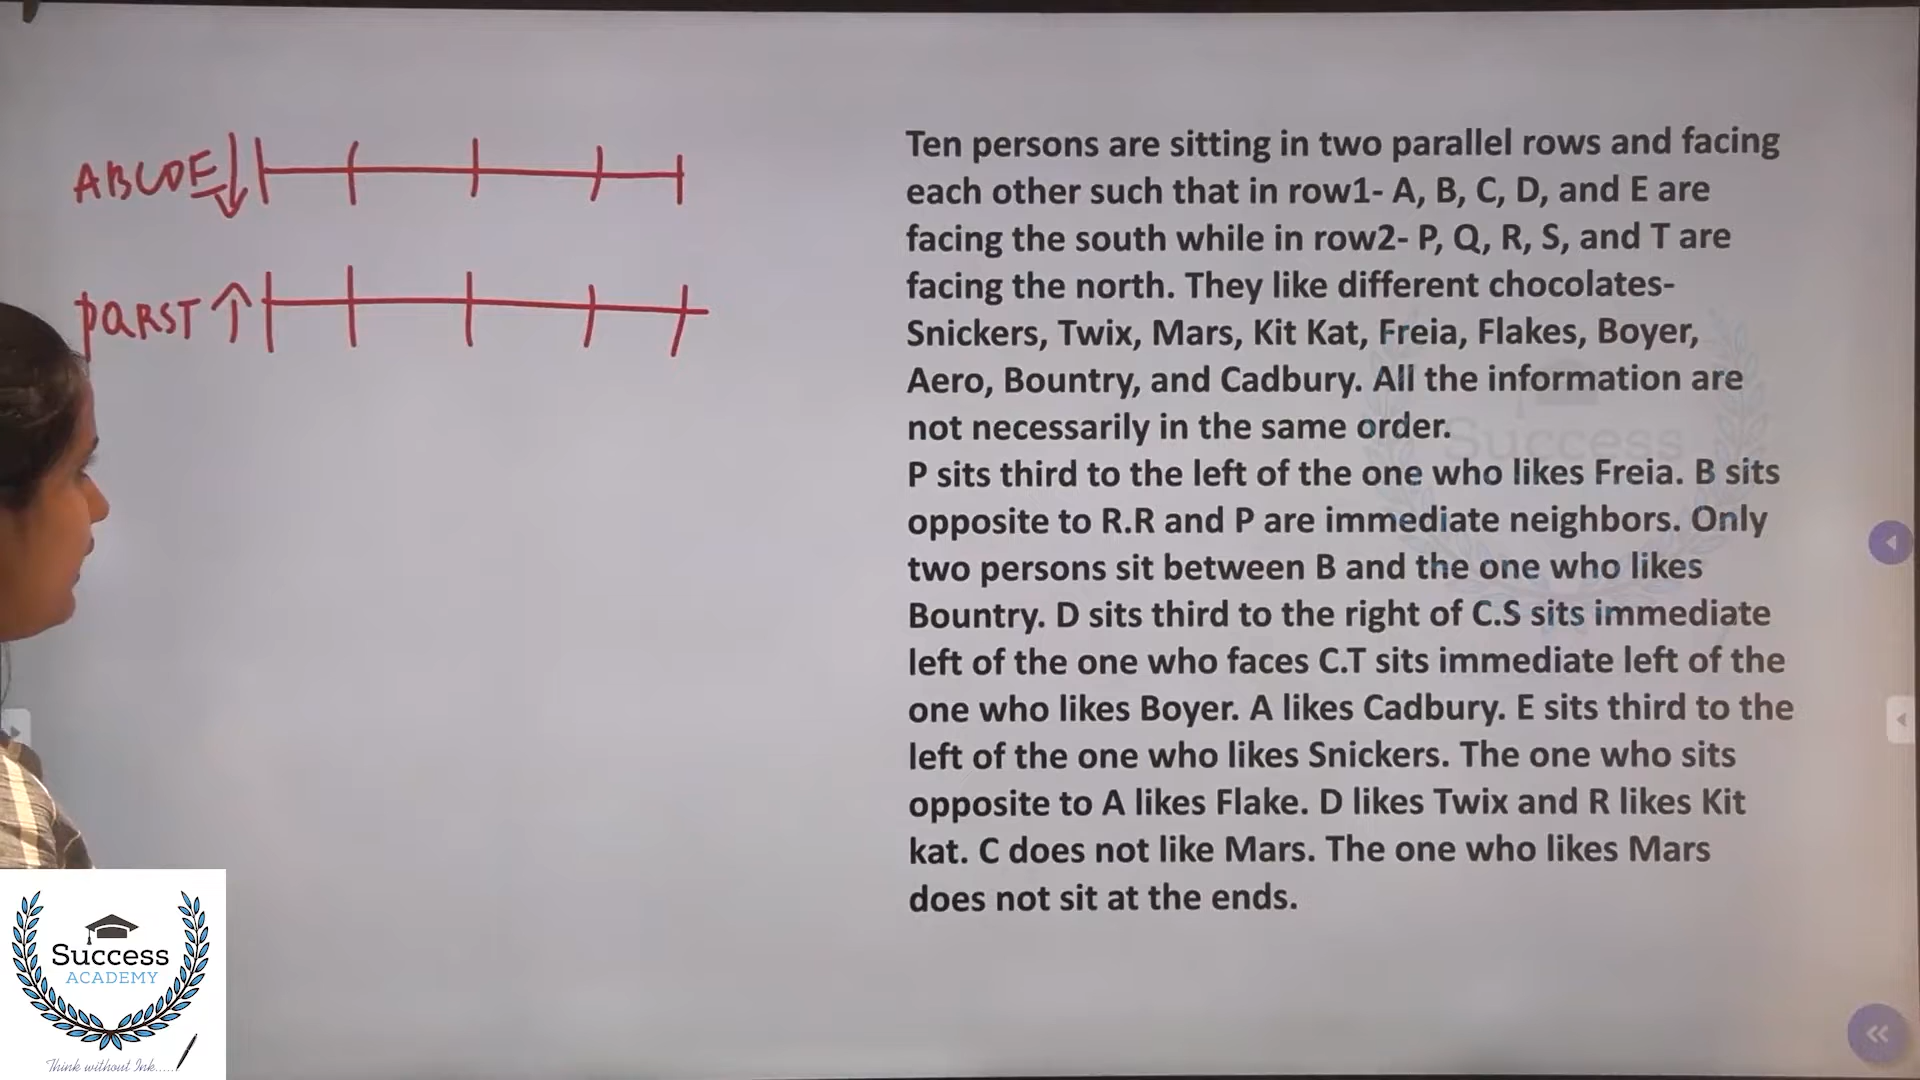 ABCDE
PQRST
Ten persons are sitting in two parallel rows and facing
each other such that in row1- A, B, C, D, and E are
facing the south while in row2- P, Q, R, S, and T are
facing the north. They like different chocolates-
Snickers, Twix, Mars, Kit Kat, Freia, Flakes, Boyer,
Aero, Bountry, and Cadbury. All the information are
not necessarily in the same order.
P sits third to the left of the one who likes Freia. B sits
opposite to R.R and P are immediate neighbors. Only
two persons sit between B and the one who likes
Bountry. D sits third to the right of C.S sits immediate
left of the one who faces C.T sits immediate left of the
one who likes Boyer. A likes Cadbury. E sits third to the
left of the one who likes Snickers. The one who sits
opposite to A likes Flake. D likes Twix and R likes Kit
kat. C does not like Mars. The one who likes Mars
does not sit at the ends.
Success
Success
ACADEMY
Think without Ink.....